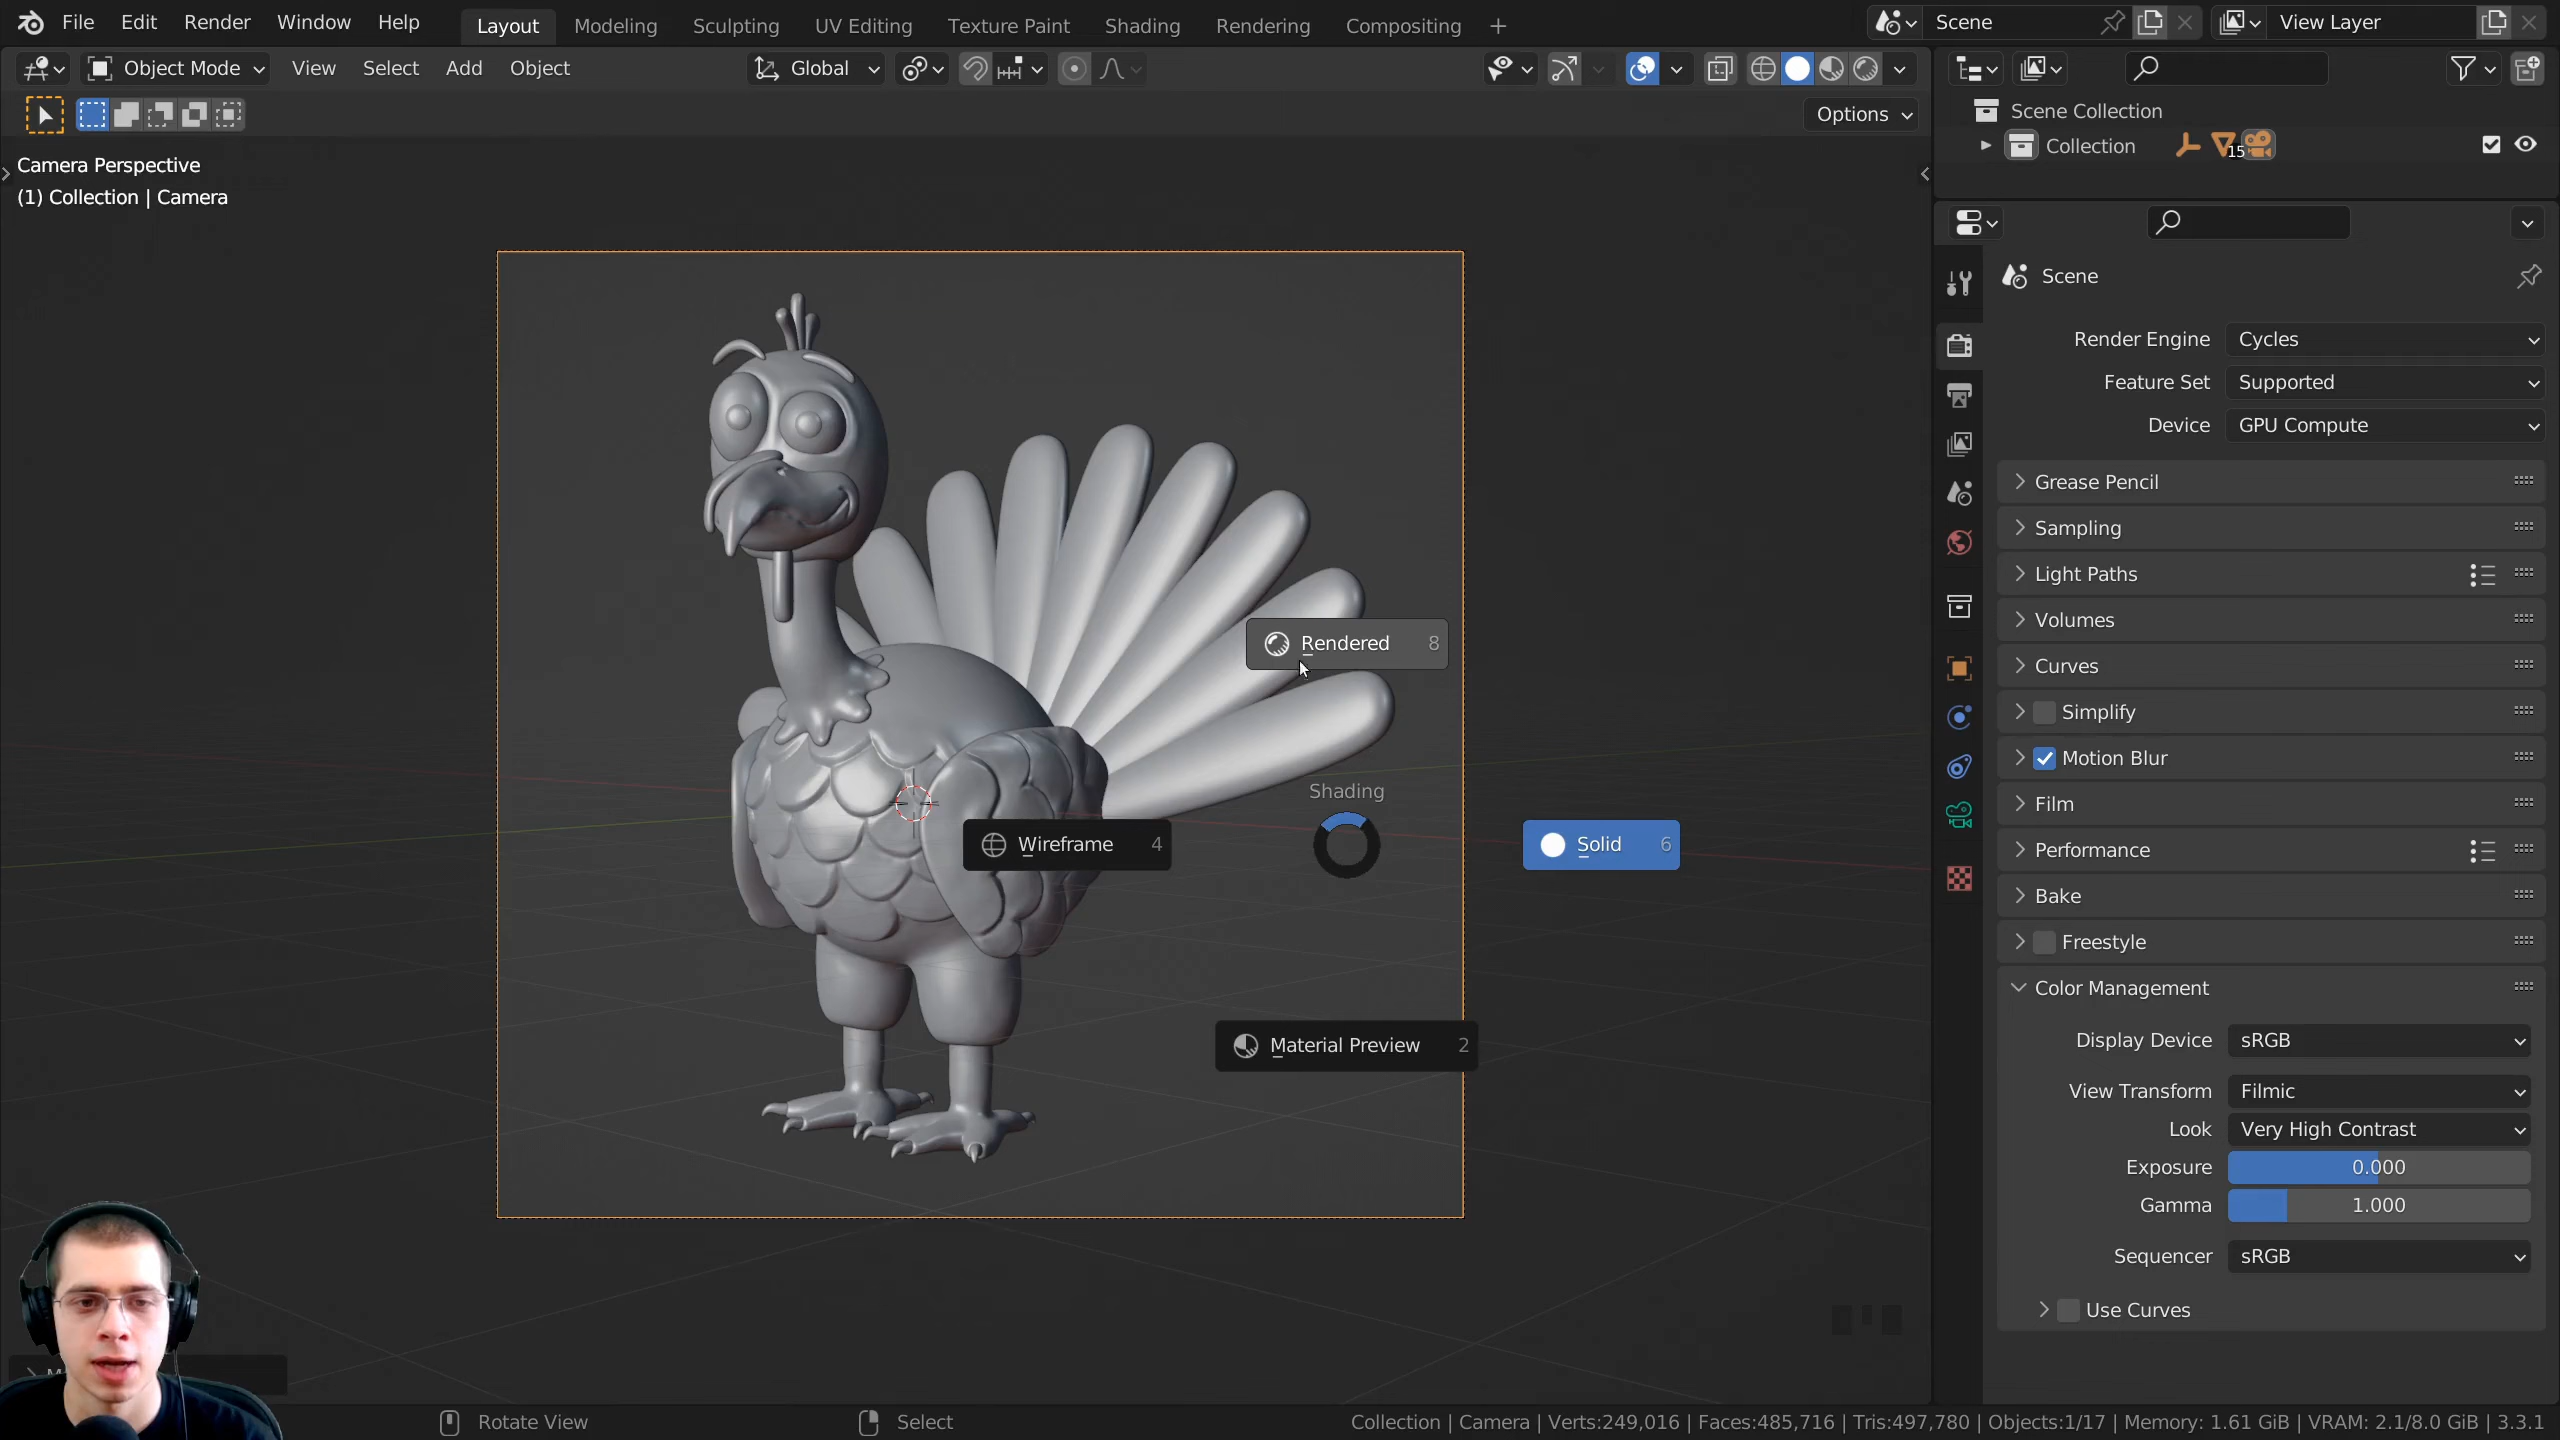 File Edit Render Window Help Layout Modeling Sculpting UV Editing Texture Paint Shading Rendering Compositing + Scene View Layer
Object Mode View Select Add Object Global
Options
Camera Perspective
(1) Collection | Camera
Scene Collection
Collection 15
Scene
Render Engine Cycles
Feature Set Supported
Device GPU Compute
Grease Pencil
Sampling
Light Paths
Volumes
Curves
Simplify
Motion Blur
Film
Performance
Bake
Freestyle
Color Management
Display Device sRGB
View Transform Filmic
Look Very High Contrast
Exposure 0.000
Gamma 1.000
Sequencer sRGB
Use Curves
Rendered 8
Shading
Wireframe 4
Solid 6
Material Preview 2
Rotate View Select Collection | Camera | Verts:249,016 | Faces:485,716 | Tris:497,780 | Objects:1/17 | Memory: 1.61 GiB | VRAM: 2.1/8.0 GiB | 3.3.1